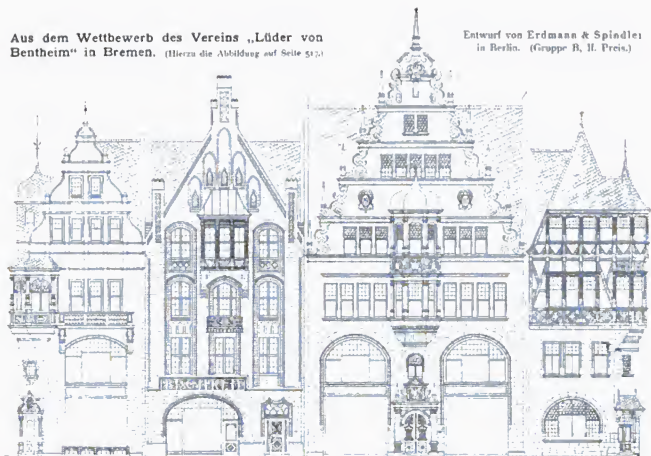 Aus dem Wettbewerb des Vereins „Lüder von
Bentheim“ in Bremen. (Hierzu die Abbildung auf Seite 517.)
Entwurf von Erdmann & Spindler
in Berlin. (Gruppe B, II. Preis.)